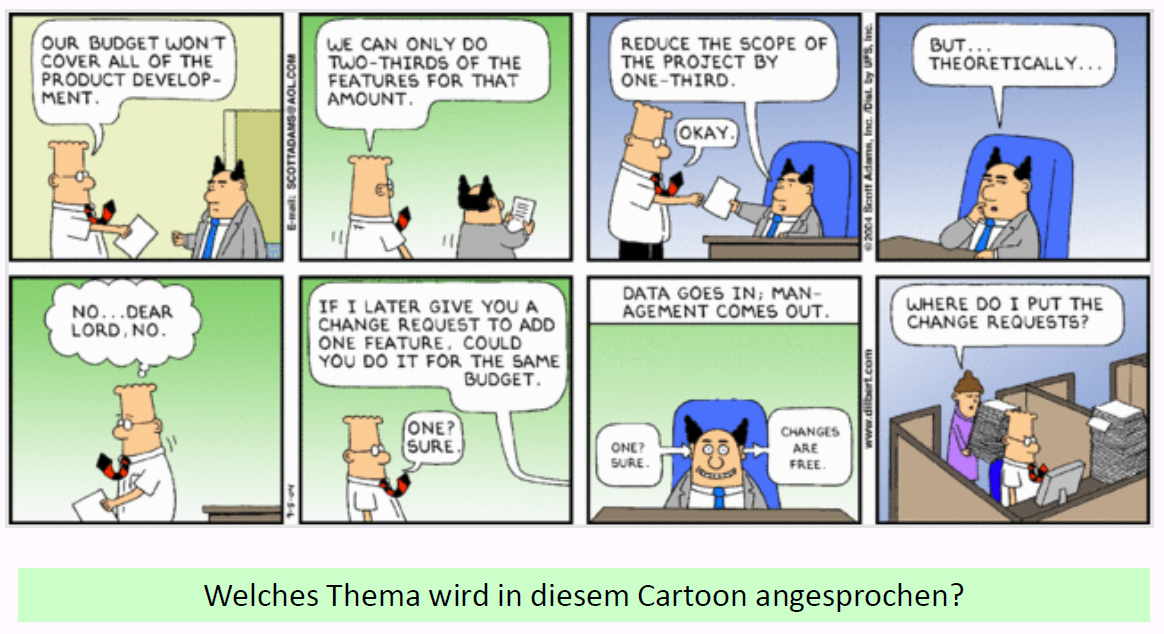 OUR BUDGET WON'T
COVER ALL OF THE
PRODUCT DEVELOP-
MENT.
E-mail: SCOTTADAMS@AOL.COM
WE CAN ONLY DO
TWO-THIRDS OF THE
FEATURES FOR THAT
AMOUNT.
REDUCE THE SCOPE OF
THE PROJECT BY
ONE-THIRD.
OKAY.
© 2004 Scott Adams, Inc. /Dist. by UFS, Inc.
BUT...
THEORETICALLY...
NO...DEAR
LORD, NO.
9-5-04
IF I LATER GIVE YOU A
CHANGE REQUEST TO ADD
ONE FEATURE, COULD
YOU DO IT FOR THE SAME
BUDGET.
ONE?
SURE.
DATA GOES IN; MAN-
AGEMENT COMES OUT.
ONE?
SURE.
CHANGES
ARE
FREE.
www.dilbert.com
WHERE DO I PUT THE
CHANGE REQUESTS?
Welches Thema wird in diesem Cartoon angesprochen?